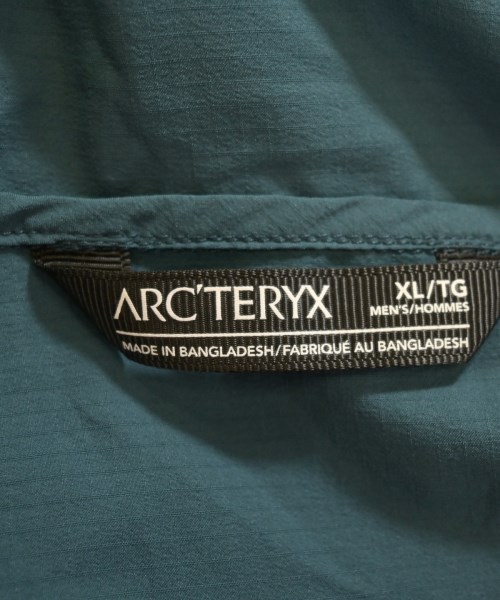 ARC'TERYX
XL/TG
MEN'S/HOMMES
MADE IN BANGLADESH/FABRIQUÉ AU BANGLADESH